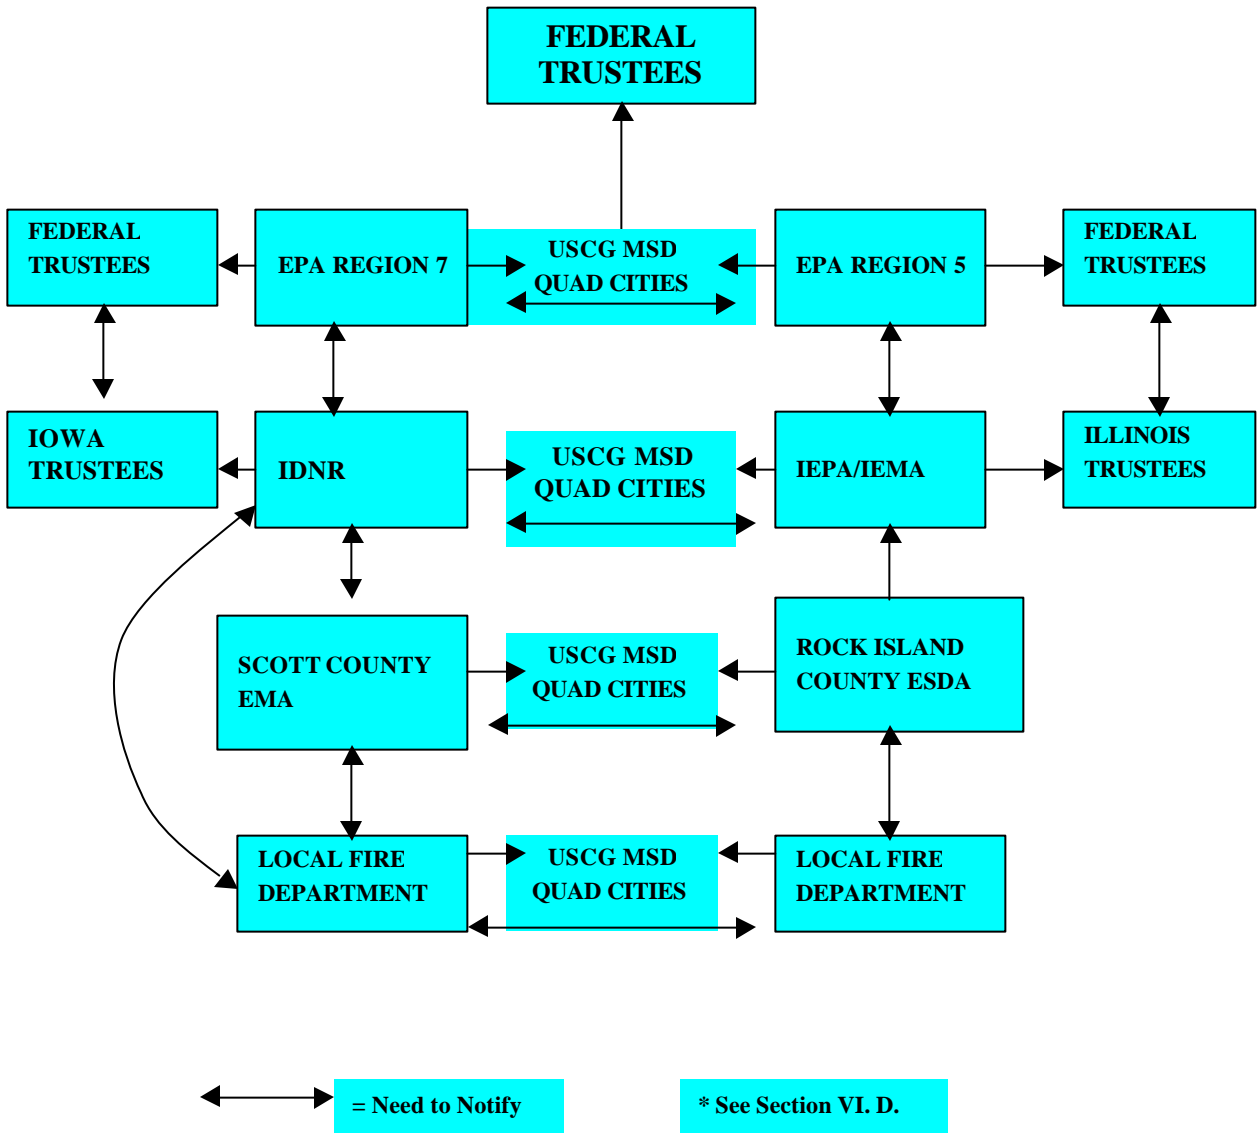 FEDERAL
TRUSTEES
FEDERAL
TRUSTEES
EPA REGION 7
USCG MSD
QUAD CITIES
EPA REGION 5
FEDERAL
TRUSTEES
IOWA
TRUSTEES
IDNR
USCG MSD
QUAD CITIES
IEPA/IEMA
ILLINOIS
TRUSTEES
SCOTT COUNTY
EMA
USCG MSD
QUAD CITIES
ROCK ISLAND
COUNTY ESDA
LOCAL FIRE
DEPARTMENT
USCG MSD
QUAD CITIES
LOCAL FIRE
DEPARTMENT
= Need to Notify
* See Section VI. D.